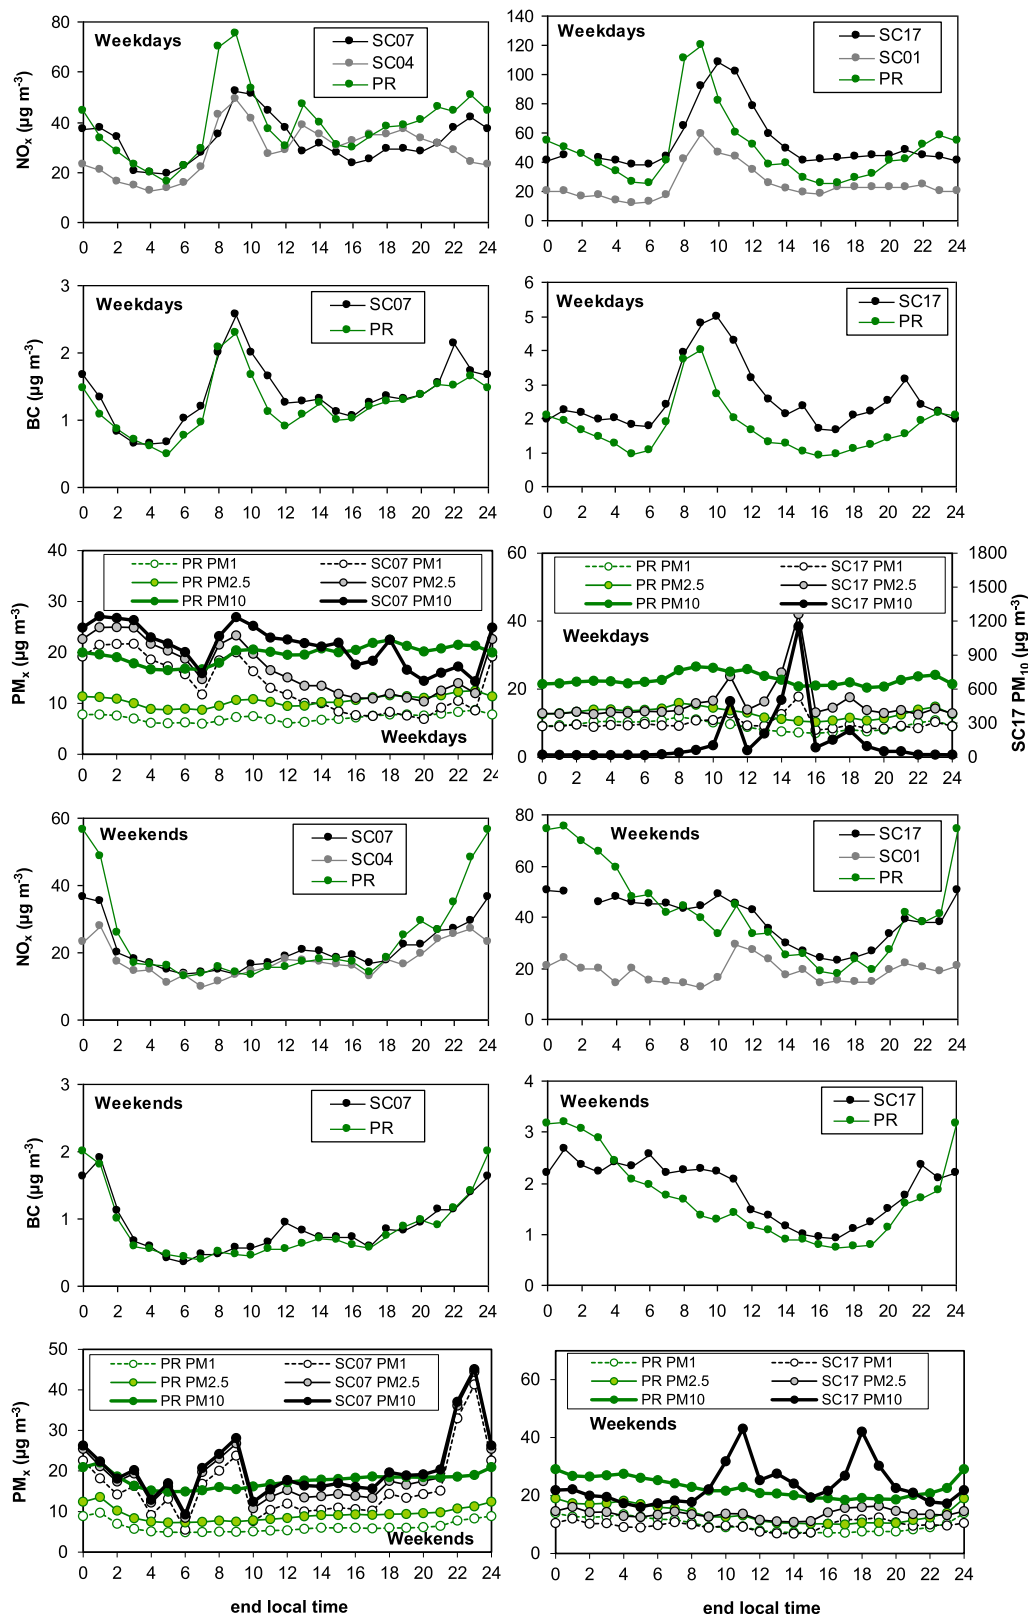 Weekdays
SC07
SC04
PR
NOx (µg m-3)
80
60
40
20
0
0 2 4 6 8 10 12 14 16 18 20 22 24
Weekdays
SC17
SC01
PR
140
120
100
80
60
40
20
0
0 2 4 6 8 10 12 14 16 18 20 22 24
Weekdays
SC07
PR
BC (µg m-3)
3
2
1
0
0 2 4 6 8 10 12 14 16 18 20 22 24
Weekdays
SC17
PR
6
5
4
3
2
1
0
0 2 4 6 8 10 12 14 16 18 20 22 24
PR PM1 SC07 PM1
PR PM2.5 SC07 PM2.5
PR PM10 SC07 PM10
Weekdays
PMx (µg m-3)
40
30
20
10
0
0 2 4 6 8 10 12 14 16 18 20 22 24
PR PM1 SC17 PM1
PR PM2.5 SC17 PM2.5
PR PM10 SC17 PM10
Weekdays
60
40
20
0
1800
1500
1200
900
600
300
0
SC17 PM10 (µg m-3)
0 2 4 6 8 10 12 14 16 18 20 22 24
Weekends
SC07
SC04
PR
NOx (µg m-3)
60
40
20
0
0 2 4 6 8 10 12 14 16 18 20 22 24
Weekends
SC17
SC01
PR
80
60
40
20
0
0 2 4 6 8 10 12 14 16 18 20 22 24
Weekends
SC07
PR
BC (µg m-3)
3
2
1
0
0 2 4 6 8 10 12 14 16 18 20 22 24
Weekends
SC17
PR
4
3
2
1
0
0 2 4 6 8 10 12 14 16 18 20 22 24
PR PM1 SC07 PM1
PR PM2.5 SC07 PM2.5
PR PM10 SC07 PM10
Weekends
PMx (µg m-3)
50
40
30
20
10
0
0 2 4 6 8 10 12 14 16 18 20 22 24
end local time
PR PM1 SC17 PM1
PR PM2.5 SC17 PM2.5
PR PM10 SC17 PM10
Weekends
60
40
20
0
0 2 4 6 8 10 12 14 16 18 20 22 24
end local time